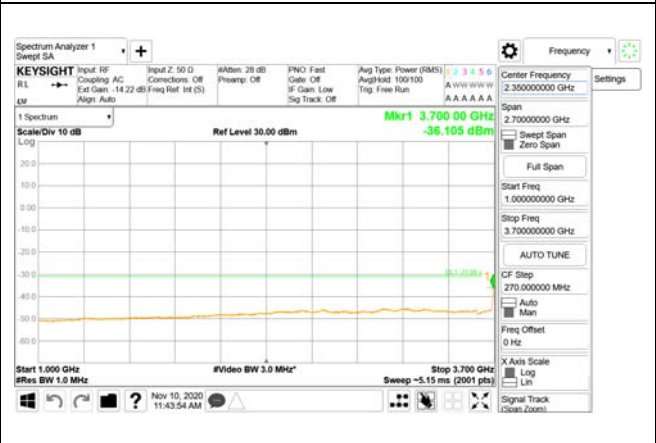 Spectrum Analyzer 1
Swept SA
+
Frequency
KEYSIGHT
RL
Input: RF
Coupling: AC
Ext Gain: -14.22 dB
Align: Auto
Input Z: 50 Ω
Corrections: Off
Freq Ref: Int (S)
#Atten: 28 dB
Preamp: Off
PNO: Fast
Gate: Off
IF Gain: Low
Sig Track: Off
Avg Type: Power (RMS)
Avg|Hold: 100/100
Trig: Free Run
1 2 3 4 5 6
A W W W W W
A A A A A A
Center Frequency
2.350000000 GHz
Settings
1 Spectrum
Mkr1 3.700 00 GHz
Scale/Div 10 dB
Ref Level 30.00 dBm
-36.105 dBm
Log
20.0
10.0
0.00
-10.0
-20.0
-30.0
-40.0
-50.0
-60.0
Span
2.70000000 GHz
Swept Span
Zero Span
Full Span
Start Freq
1.000000000 GHz
Stop Freq
3.700000000 GHz
AUTO TUNE
CF Step
270.000000 MHz
Auto
Man
Freq Offset
0 Hz
X Axis Scale
Log
Lin
Signal Track
(Span Zoom)
Start 1.000 GHz
#Video BW 3.0 MHz*
Stop 3.700 GHz
#Res BW 1.0 MHz
Sweep ~5.15 ms (2001 pts)
?
Nov 10, 2020
11:43:54 AM